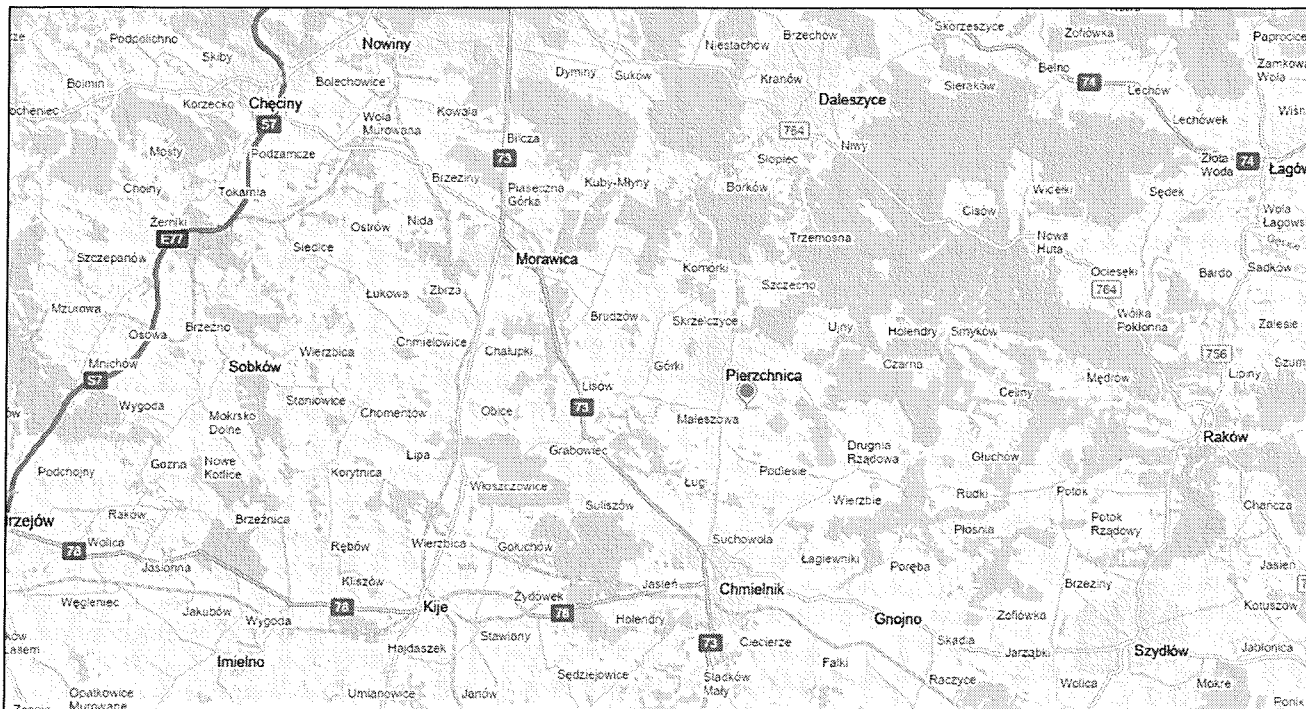 Podpolichno
Skiby
Nowiny
Niestachów
Brzechów
Skorzeszyce
Zofiówka
Paprocice
Bolmin
Bolechowice
Dyminy
Suków
Kranów
Belno
Zamkowa
Wola
Korzecko
Chęciny
Daleszyce
Sieraków
74
Lechów
S7
Wola
Murowana
Kowala
Bilcza
764
Lechówek
Mosty
Podzamcze
73
Słopiec
Niwy
Złota
Woda
74
Łagów
Choiny
Tokarnia
Brzeziny
Piaseczna
Górka
Kuby-Młyny
Borków
Widełki
Sędek
Żerniki
Ostrów
Nida
Cisów
Wola
Łagowska
E77
Siedlce
Trzemosna
Nowa
Huta
Szczepanów
Morawica
Komórki
Ociesęki
Bardo
Sadków
Łukowa
Zbrza
Szczecno
764
Mzurowa
Brzeźno
Brudzów
Skrzelczyce
Ujny
Holendry
Smyków
Wólka
Pokłonna
Zalesie
Osowa
Wierzbica
Chmielowice
Chałupki
Mnichów
Sobków
Górki
Pierzchnica
Czarna
756
S7
Lisów
Mędrów
Lipiny
Wygoda
Staniowice
Chomentów
Obice
73
Maleszowa
Celiny
Mokrsko
Dolne
Raków
Grabowiec
Drugnia
Rządowa
Głuchów
Podchojny
Gozna
Nowe
Kotlice
Korytnica
Lipa
Podlesie
Włoszczowice
Ług
Wierzbie
Rudki
Potok
Chańcza
Raków
Brzeźnica
Suliszów
Płośnia
Potok
Rządowy
78
Wolica
Rębów
Wierzbica
Gołuchów
Suchowola
Łagiewniki
Poręba
Jasionna
Kliszów
Jasień
Brzeziny
Jasień
Węgleniec
Jakubów
78
Kije
Żydówek
Chmielnik
Kotuszów
Wygoda
78
Holendry
Gnojno
Zofiówka
Stawiany
73
Ciecierze
Skadla
Imielno
Hajdaszek
Jarząbki
Szydłów
Jabłonica
Sędziejowice
Falki
Opatkowice
Murowane
Umianowice
Janów
Śladków
Mały
Raczyce
Wolica
Mokre